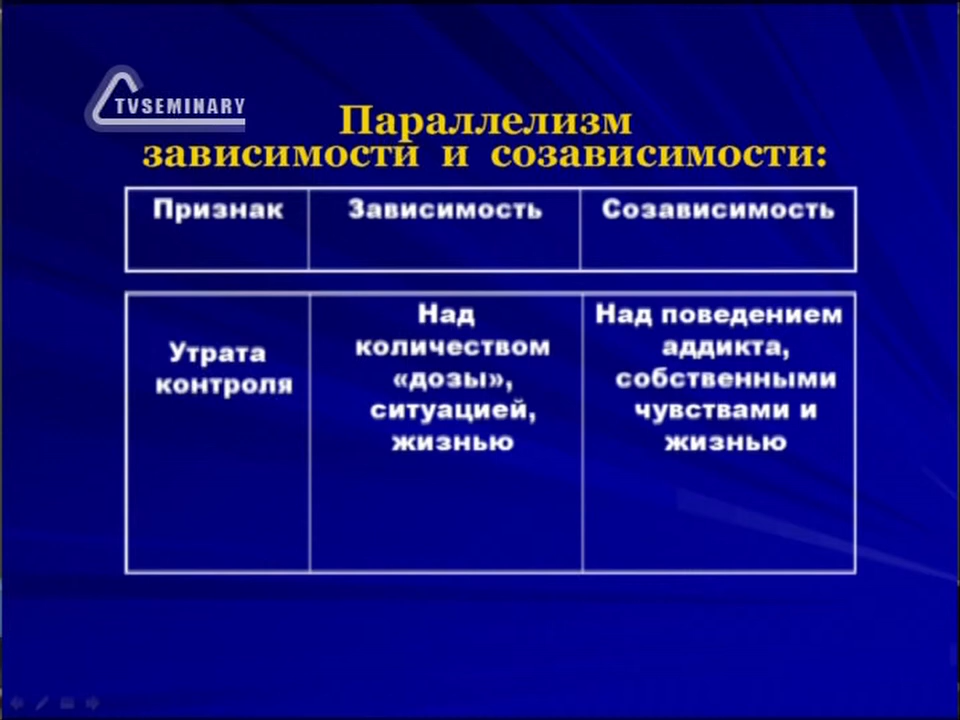 TVSEMINARY
Параллелизм
зависимости и созависимости:
Признак
Зависимость
Созависимость
Утрата
контроля
Над
количеством
«дозы»,
ситуацией,
жизнью
Над поведением
аддикта,
собственными
чувствами и
жизнью